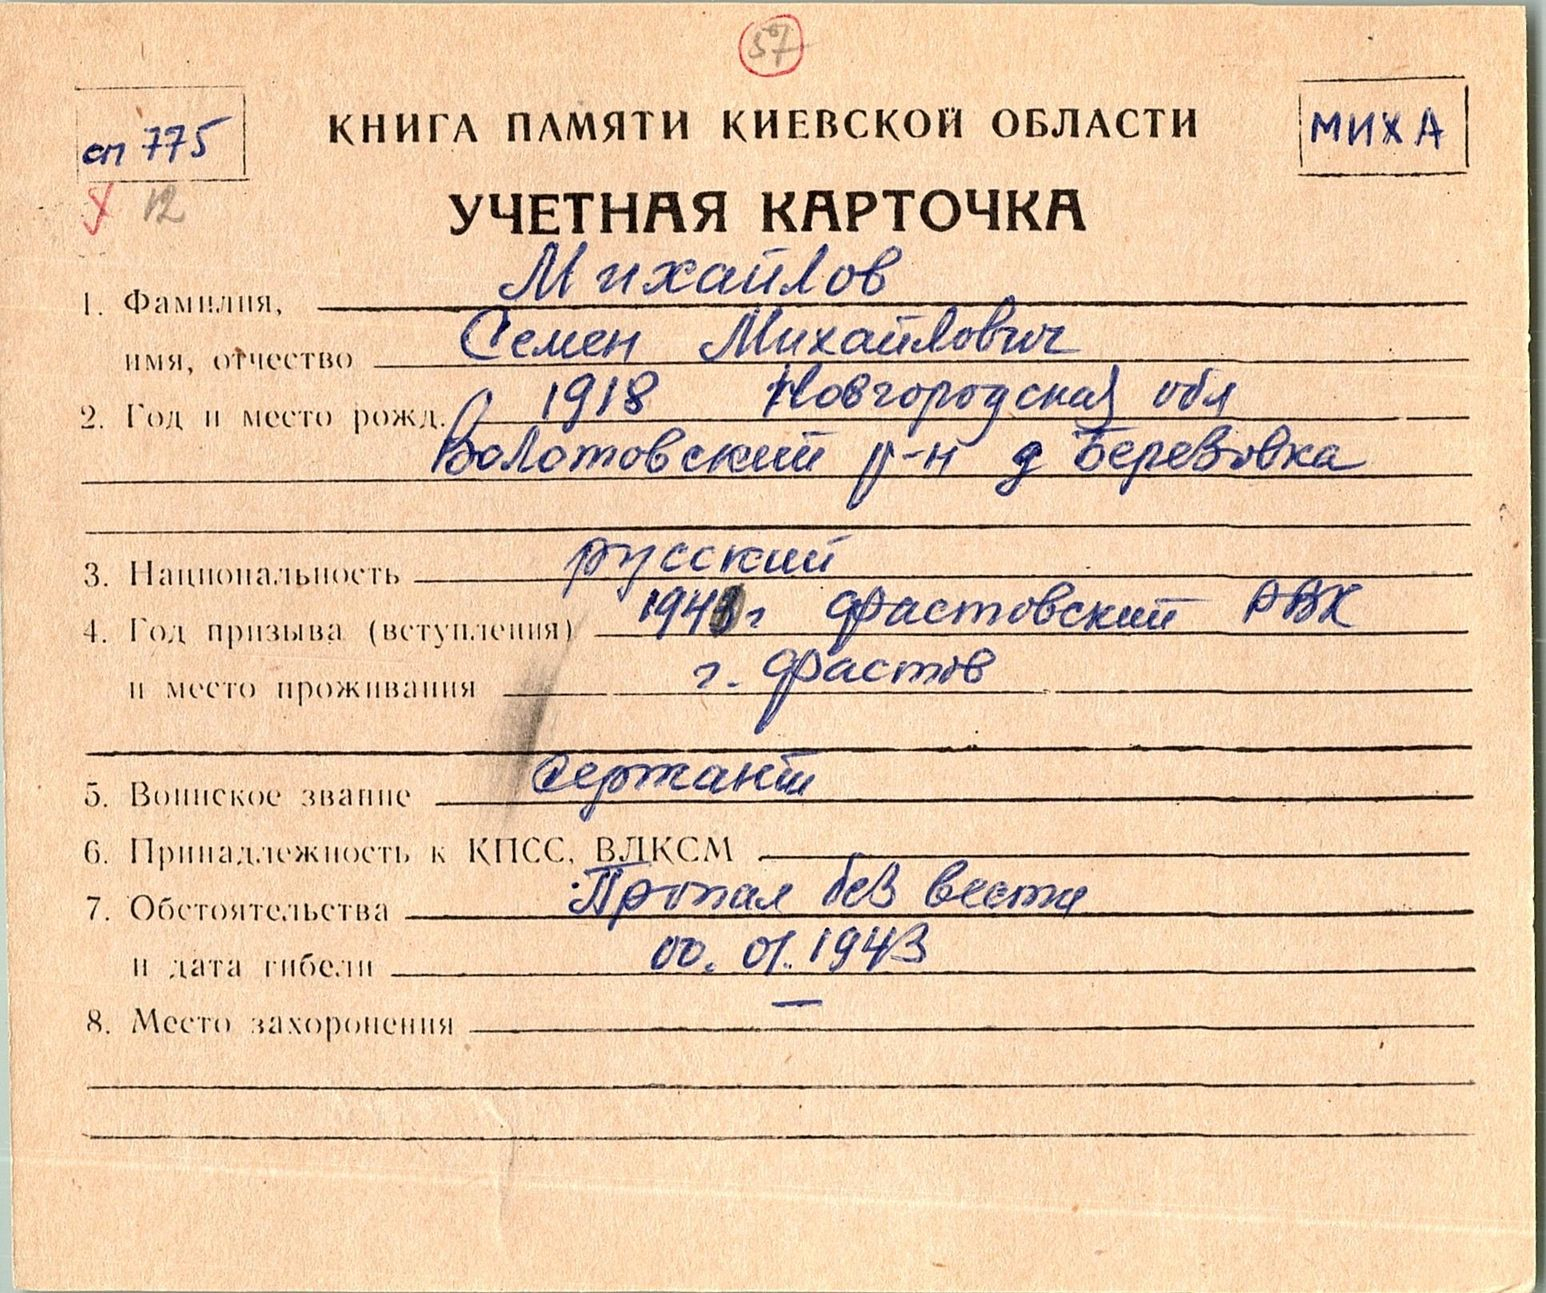 57
КНИГА ПАМЯТИ КИЕВСКОЙ ОБЛАСТИ
сп 775
МИХА
12
УЧЕТНАЯ КАРТОЧКА
1. Фамилия, Михайлов
имя, отчество Семен Михайлович
2. Год и место рожд. 1918 Новгородская обл
Волотовский р-н д Березовка
3. Национальность русский
4. Год призыва (вступления) 1941г Фастовский РВК
и место проживания г. Фастов
5. Воинское звание Сержант
6. Принадлежность к КПСС, ВЛКСМ
7. Обстоятельства Пропал без вести
и дата гибели 00. 01. 1943
8. Место захоронения —